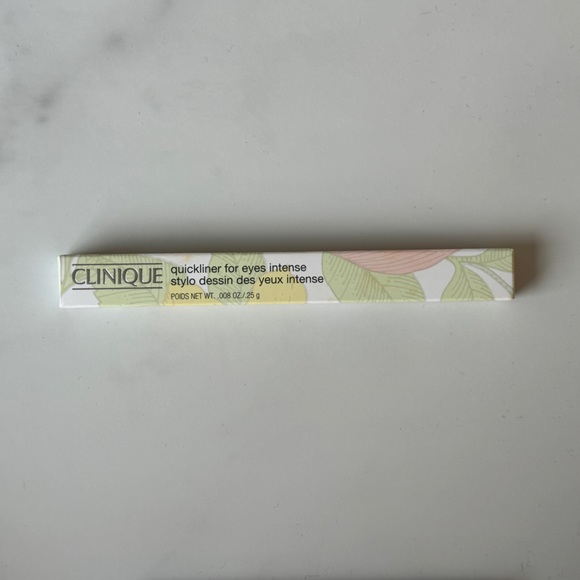 CLINIQUE
quickliner for eyes intense
stylo dessin des yeux intense
POIDS NET WT. .008 OZ./.25 g